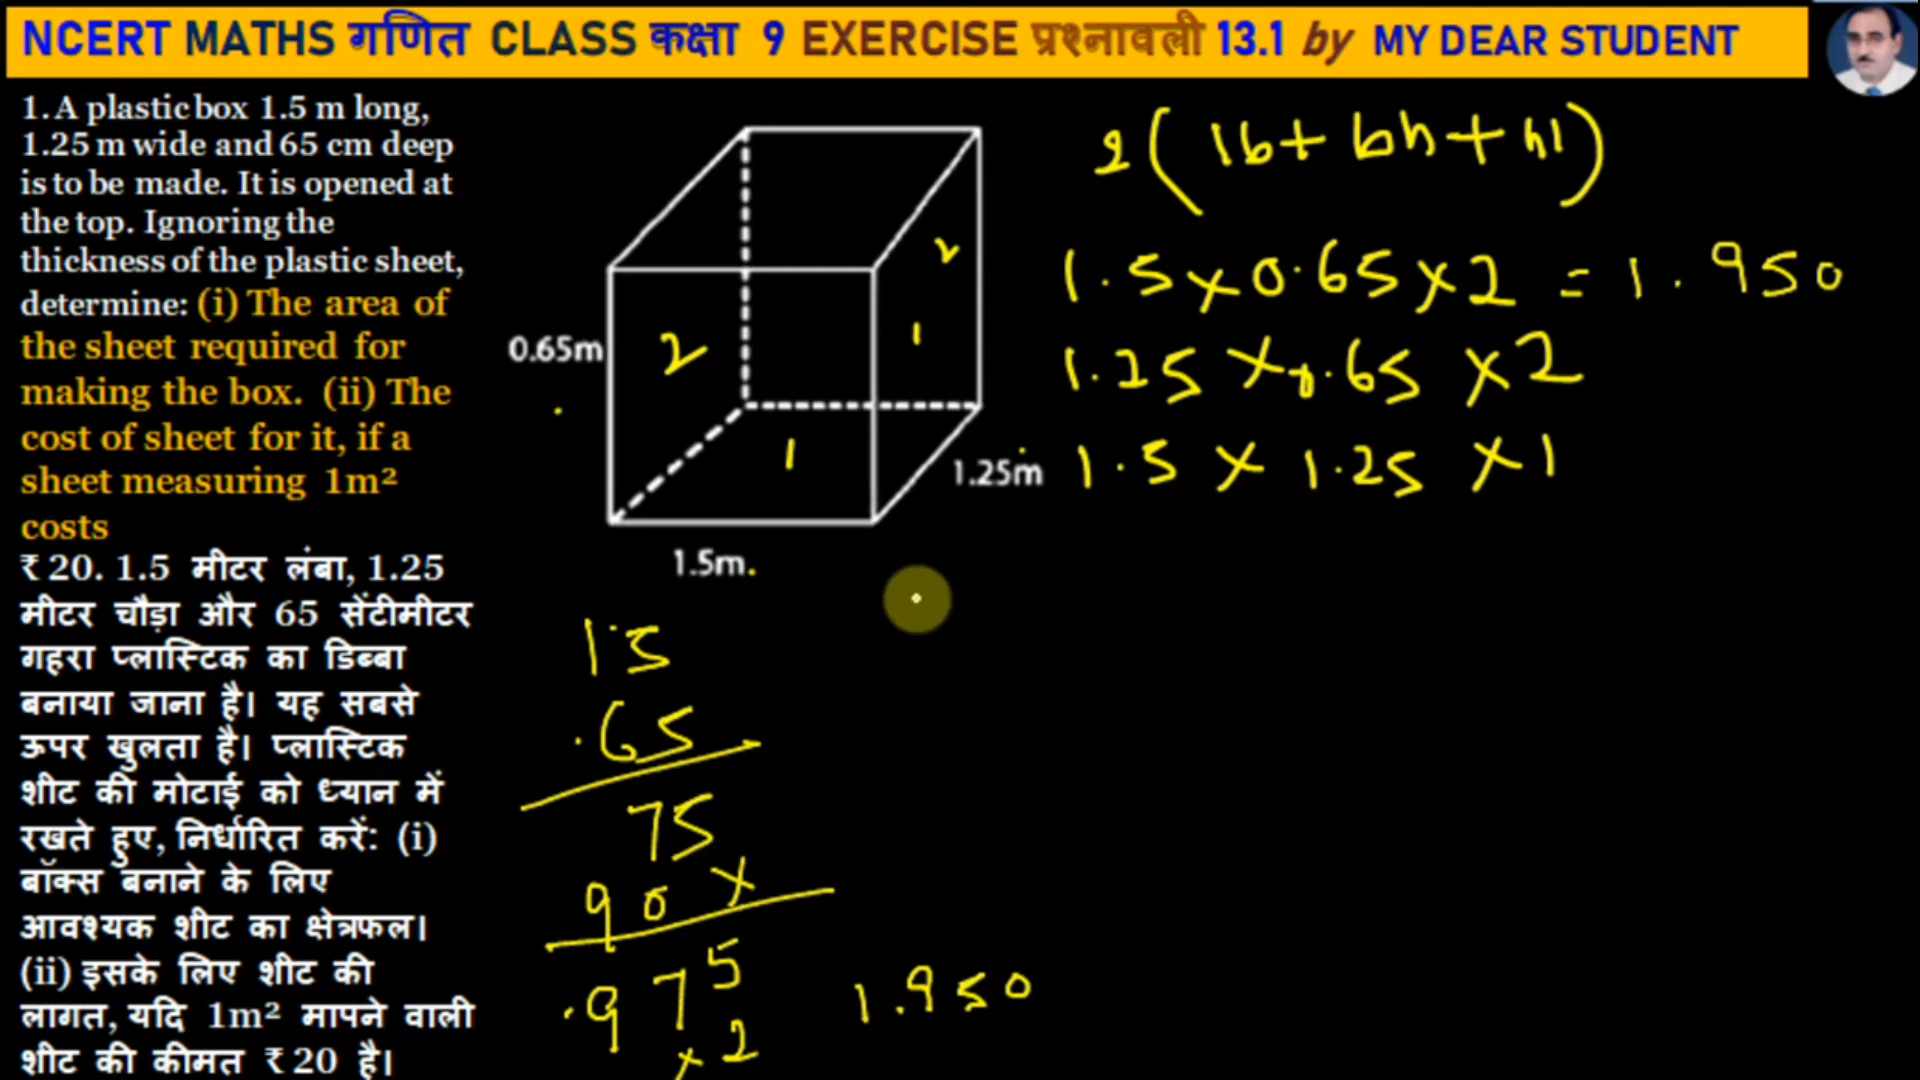 NCERT MATHS गणित CLASS कक्षा 9 EXERCISE प्रश्नावली 13.1 by MY DEAR STUDENT
1. A plastic box 1.5 m long,
1.25 m wide and 65 cm deep
is to be made. It is opened at
the top. Ignoring the
thickness of the plastic sheet,
determine: (i) The area of
the sheet required for
making the box. (ii) The
cost of sheet for it, if a
sheet measuring 1m²
costs
₹ 20. 1.5 मीटर लंबा, 1.25
मीटर चौड़ा और 65 सेंटीमीटर
गहरा प्लास्टिक का डिब्बा
बनाया जाना है। यह सबसे
ऊपर खुलता है। प्लास्टिक
शीट की मोटाई को ध्यान में
रखते हुए, निर्धारित करें: (i)
बॉक्स बनाने के लिए
आवश्यक शीट का क्षेत्रफल।
(ii) इसके लिए शीट की
लागत, यदि 1m² मापने वाली
शीट की कीमत ₹ 20 है।
2
0.65m 2 1
1
1.25m
1.5m
2 ( lb + bh + hl )
1.5 × 0.65 × 2 = 1.950
1.25 × 0.65 × 2
1.5 × 1.25 × 1
1.5
.65
75
90 ×
.975 1.950
× 2